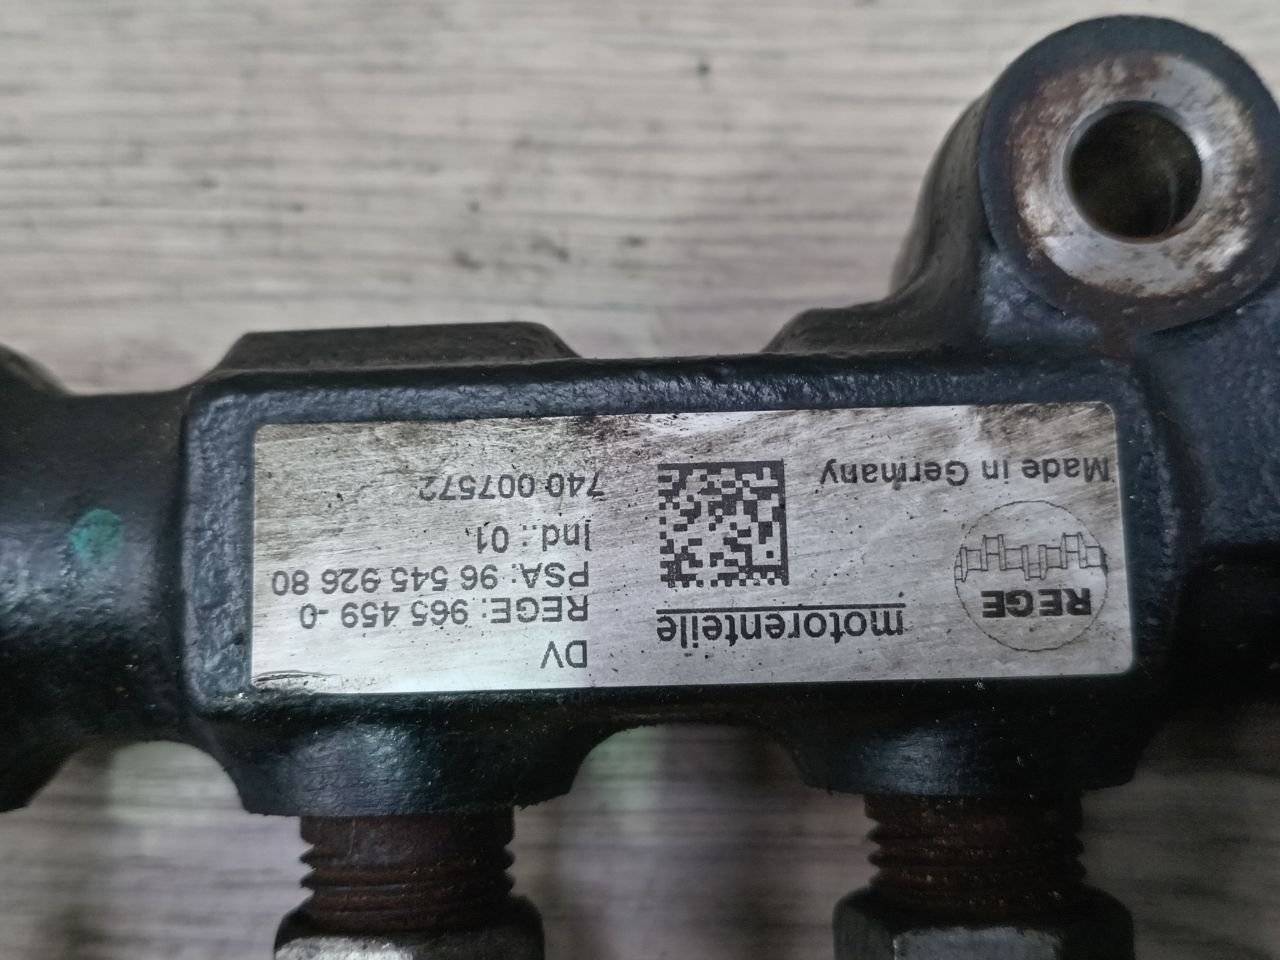 REGE
motorenteile
Made in Germany
DV
REGE: 965 459 -0
PSA: 96 545 926 80
Ind.: 01
740 007572